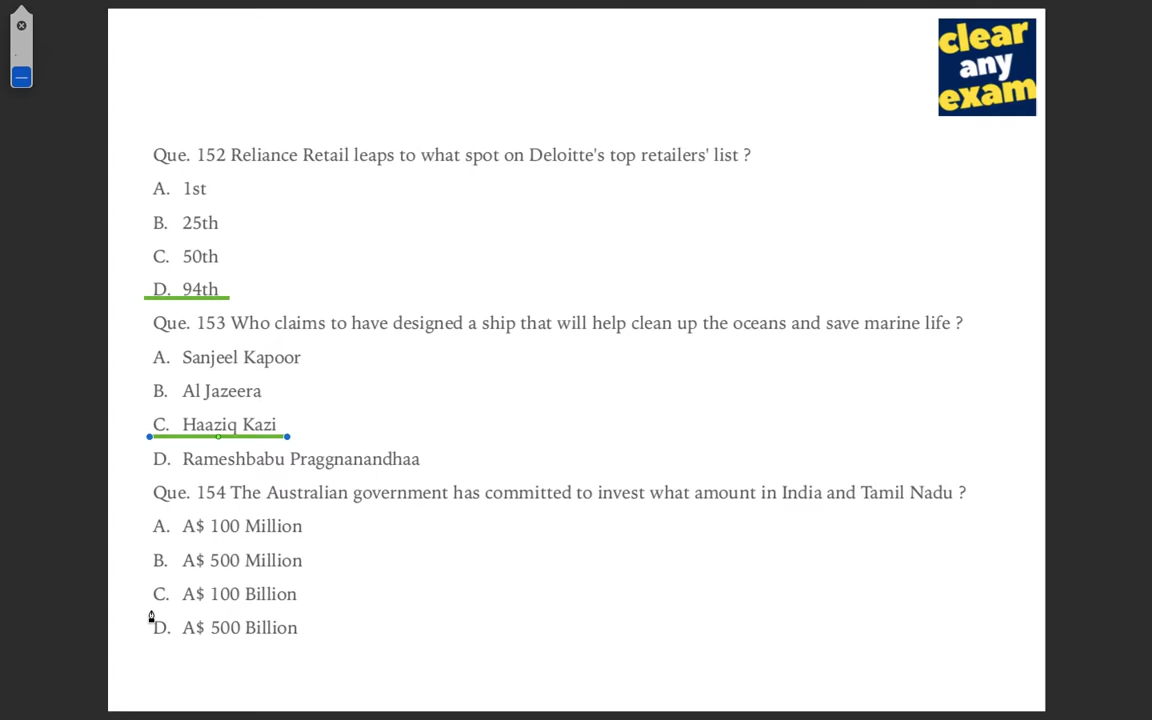 clear
any
exam
Que. 152 Reliance Retail leaps to what spot on Deloitte's top retailers' list ?
A. 1st
B. 25th
C. 50th
D. 94th
Que. 153 Who claims to have designed a ship that will help clean up the oceans and save marine life ?
A. Sanjeel Kapoor
B. Al Jazeera
C. Haaziq Kazi
D. Rameshbabu Praggnanandhaa
Que. 154 The Australian government has committed to invest what amount in India and Tamil Nadu ?
A. A$ 100 Million
B. A$ 500 Million
C. A$ 100 Billion
D. A$ 500 Billion